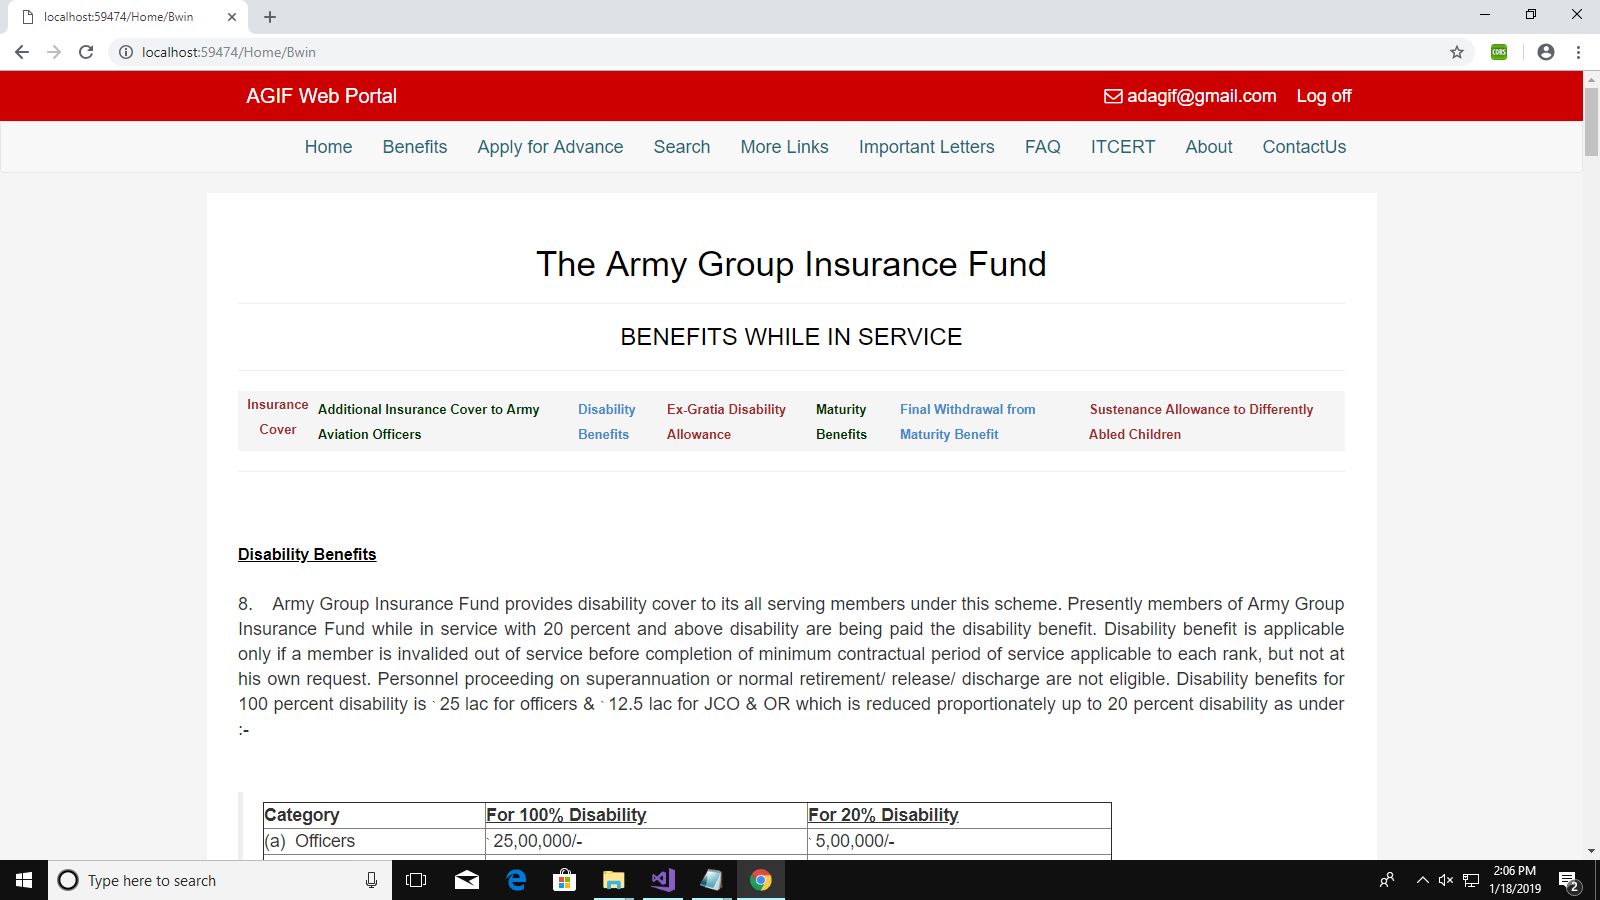 localhost:59474/Home/Bwin
localhost:59474/Home/Bwin
CORS
AGIF Web Portal
adagif@gmail.com Log off
Home Benefits Apply for Advance Search More Links Important Letters FAQ ITCERT About ContactUs
The Army Group Insurance Fund
BENEFITS WHILE IN SERVICE
Insurance Cover
Additional Insurance Cover to Army Aviation Officers
Disability Benefits
Ex-Gratia Disability Allowance
Maturity Benefits
Final Withdrawal from Maturity Benefit
Sustenance Allowance to Differently Abled Children
Disability Benefits
8. Army Group Insurance Fund provides disability cover to its all serving members under this scheme. Presently members of Army Group
Insurance Fund while in service with 20 percent and above disability are being paid the disability benefit. Disability benefit is applicable
only if a member is invalided out of service before completion of minimum contractual period of service applicable to each rank, but not at
his own request. Personnel proceeding on superannuation or normal retirement/ release/ discharge are not eligible. Disability benefits for
100 percent disability is ` 25 lac for officers & ` 12.5 lac for JCO & OR which is reduced proportionately up to 20 percent disability as under
:-
Category For 100% Disability For 20% Disability
(a) Officers ` 25,00,000/- ` 5,00,000/-
Type here to search
2:06 PM
1/18/2019
2